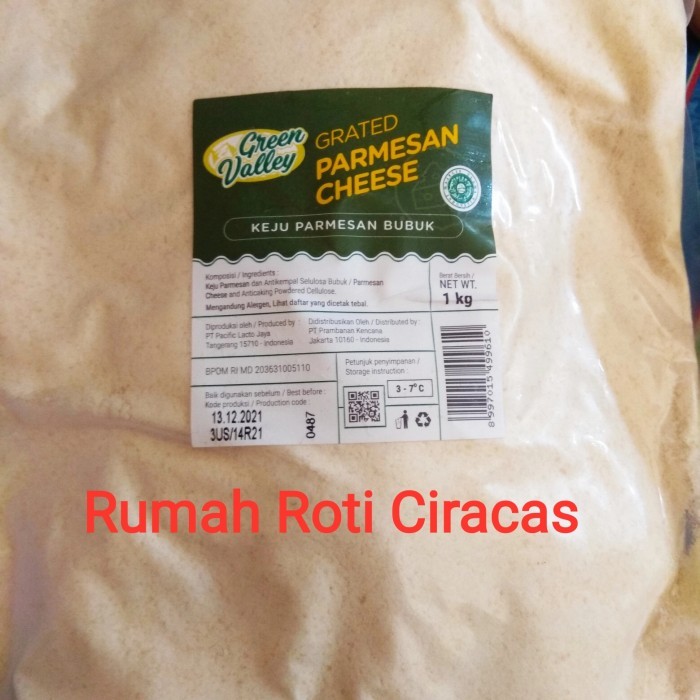 Green Valley
GRATED
PARMESAN
CHEESE
KEJU PARMESAN BUBUK
Komposisi / Ingredients :
Keju Parmesan dan Antikempal Selulosa Bubuk / Parmesan
Cheese and Anticaking Powdered Cellulose.
Mengandung Alergen, Lihat daftar yang dicetak tebal.
Berat Bersih /
NET WT.
1 kg
Diproduksi oleh / Produced by :
PT Pacific Lacto Jaya
Tangerang 15710 - Indonesia
Didistribusikan Oleh / Distributed by :
PT Prambanan Kencana
Jakarta 10160 - Indonesia
BPOM RI MD 203631005110
Petunjuk penyimpanan /
Storage instruction :
3 - 7° C
Baik digunakan sebelum / Best before :
Kode produksi / Production code :
13.12.2021
3US/14R21
0487
8 997015 499610
Rumah Roti Ciracas